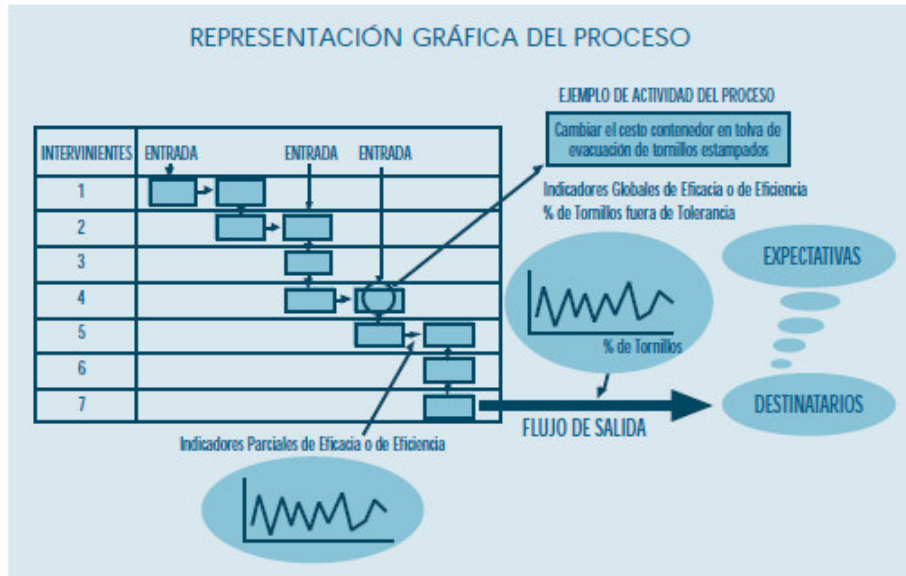 REPRESENTACIÓN GRÁFICA DEL PROCESO
EJEMPLO DE ACTIVIDAD DEL PROCESO
Cambiar el cesto contenedor en tolva de
evacuación de tornillos estampados
INTERVINIENTES ENTRADA ENTRADA ENTRADA
1
2
3
4
5
6
7
Indicadores Globales de Eficacia o de Eficiencia
% de Tornillos fuera de Tolerancia
% de Tornillos
EXPECTATIVAS
DESTINATARIOS
FLUJO DE SALIDA
Indicadores Parciales de Eficacia o de Eficiencia